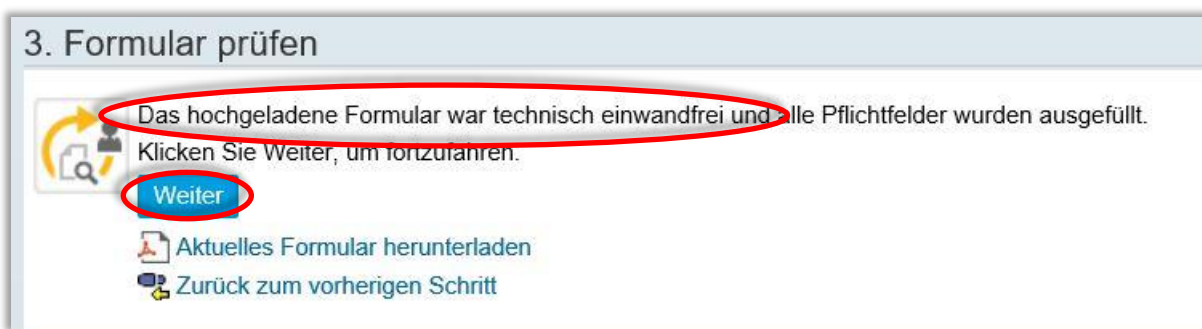 3. Formular prüfen
Das hochgeladene Formular war technisch einwandfrei und alle Pflichtfelder wurden ausgefüllt.
Klicken Sie Weiter, um fortzufahren.
Weiter
Aktuelles Formular herunterladen
Zurück zum vorherigen Schritt